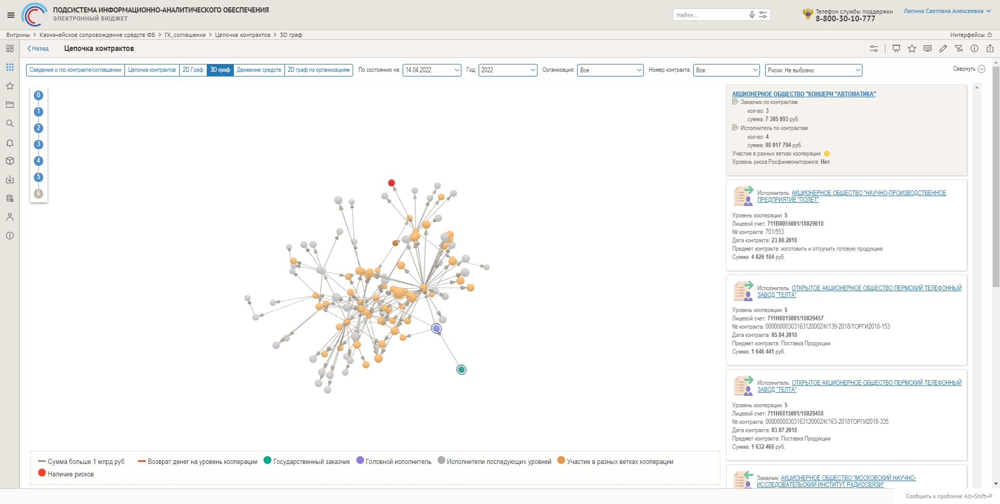 ПОДСИСТЕМА ИНФОРМАЦИОННО-АНАЛИТИЧЕСКОГО ОБЕСПЕЧЕНИЯ
ЭЛЕКТРОННЫЙ БЮДЖЕТ
Найти...
Телефон службы поддержки
8-800-30-10-777
Лапина Светлана Алексеевна
Витрины > Казначейское сопровождение средств ФБ > ГК, соглашения > Цепочка контрактов > 3D граф
Интерфейсы
Назад
Цепочка контрактов
Сведения о гос.контракте/соглашении
Цепочка контрактов
2D Граф
3D граф
Движение средств
2D граф по организациям
По состоянию на: 14.04.2022
Год: 2022
Организация: Все
Номер контракта: Все
Риски: Не выбрано
Свернуть
0
1
2
3
4
5
6
АКЦИОНЕРНОЕ ОБЩЕСТВО "КОНЦЕРН "АВТОМАТИКА"
Заказчик по контрактам:
кол-во: 3
сумма: 7 305 093 руб.
Исполнитель по контрактам:
кол-во: 4
сумма: 98 017 794 руб.
Участие в разных ветках кооперации
Уровень риска Росфинмониторинга: Нет
Исполнитель: АКЦИОНЕРНОЕ ОБЩЕСТВО "НАУЧНО-ПРОИЗВОДСТВЕННОЕ
ПРЕДПРИЯТИЕ "ПОЛЕТ"
Уровень кооперации: 5
Лицевой счет: 711В0055001/18029618
№ контракта: 701/553
Дата контракта: 23.08.2018
Предмет контракта: изготовить и отгрузить готовую продукцию
Сумма: 4 026 184 руб.
Исполнитель: ОТКРЫТОЕ АКЦИОНЕРНОЕ ОБЩЕСТВО ПЕРМСКИЙ ТЕЛЕФОННЫЙ
ЗАВОД "ТЕЛТА"
Уровень кооперации: 5
Лицевой счет: 711Н6815001/18029457
№ контракта: 00000000303163120002/К/139-2018/ТОРГИ2018-153
Дата контракта: 05.04.2018
Предмет контракта: Поставка Продукции
Сумма: 1 646 441 руб.
Исполнитель: ОТКРЫТОЕ АКЦИОНЕРНОЕ ОБЩЕСТВО ПЕРМСКИЙ ТЕЛЕФОННЫЙ
ЗАВОД "ТЕЛТА"
Уровень кооперации: 5
Лицевой счет: 711Н6815001/18029458
№ контракта: 00000000303163120002/К/163-2018ТОРГИ2018-335
Дата контракта: 03.07.2018
Предмет контракта: Поставка Продукции
Сумма: 1 632 468 руб.
Заказчик: АКЦИОНЕРНОЕ ОБЩЕСТВО "МОСКОВСКИЙ НАУЧНО-
ИССЛЕДОВАТЕЛЬСКИЙ ИНСТИТУТ РАДИОСВЯЗИ"
Сумма больше 1 млрд руб
Возврат денег на уровень кооперации
Государственный заказчик
Головной исполнитель
Исполнители последующих уровней
Участие в разных ветках кооперации
Наличие рисков
Сообщить о проблеме Alt+Shift+P